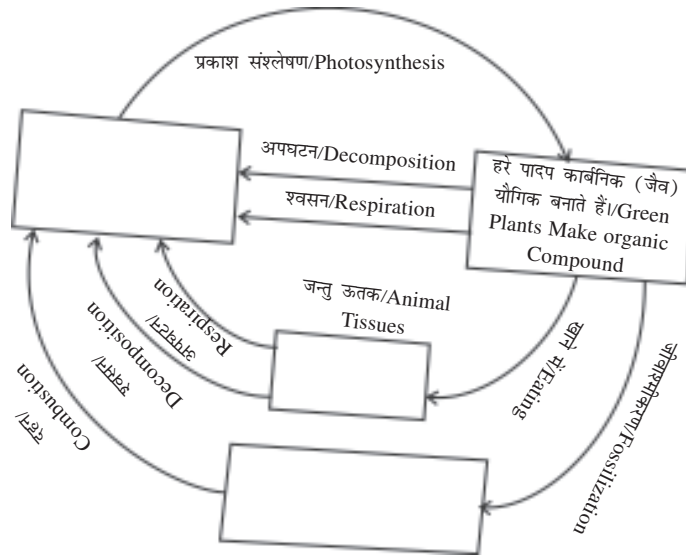 प्रकाश संश्लेषण/Photosynthesis
अपघटन/Decomposition
श्वसन/Respiration
हरे पादप कार्बनिक (जैव)
यौगिक बनाते हैं।/Green
Plants Make organic
Compound
जन्तु ऊतक/Animal
Tissues
श्वसन/
Respiration
अपघटन/
Decomposition
दहन/
Combustion
खाने में/Eating
जीवाश्मीकरण/Fossilization